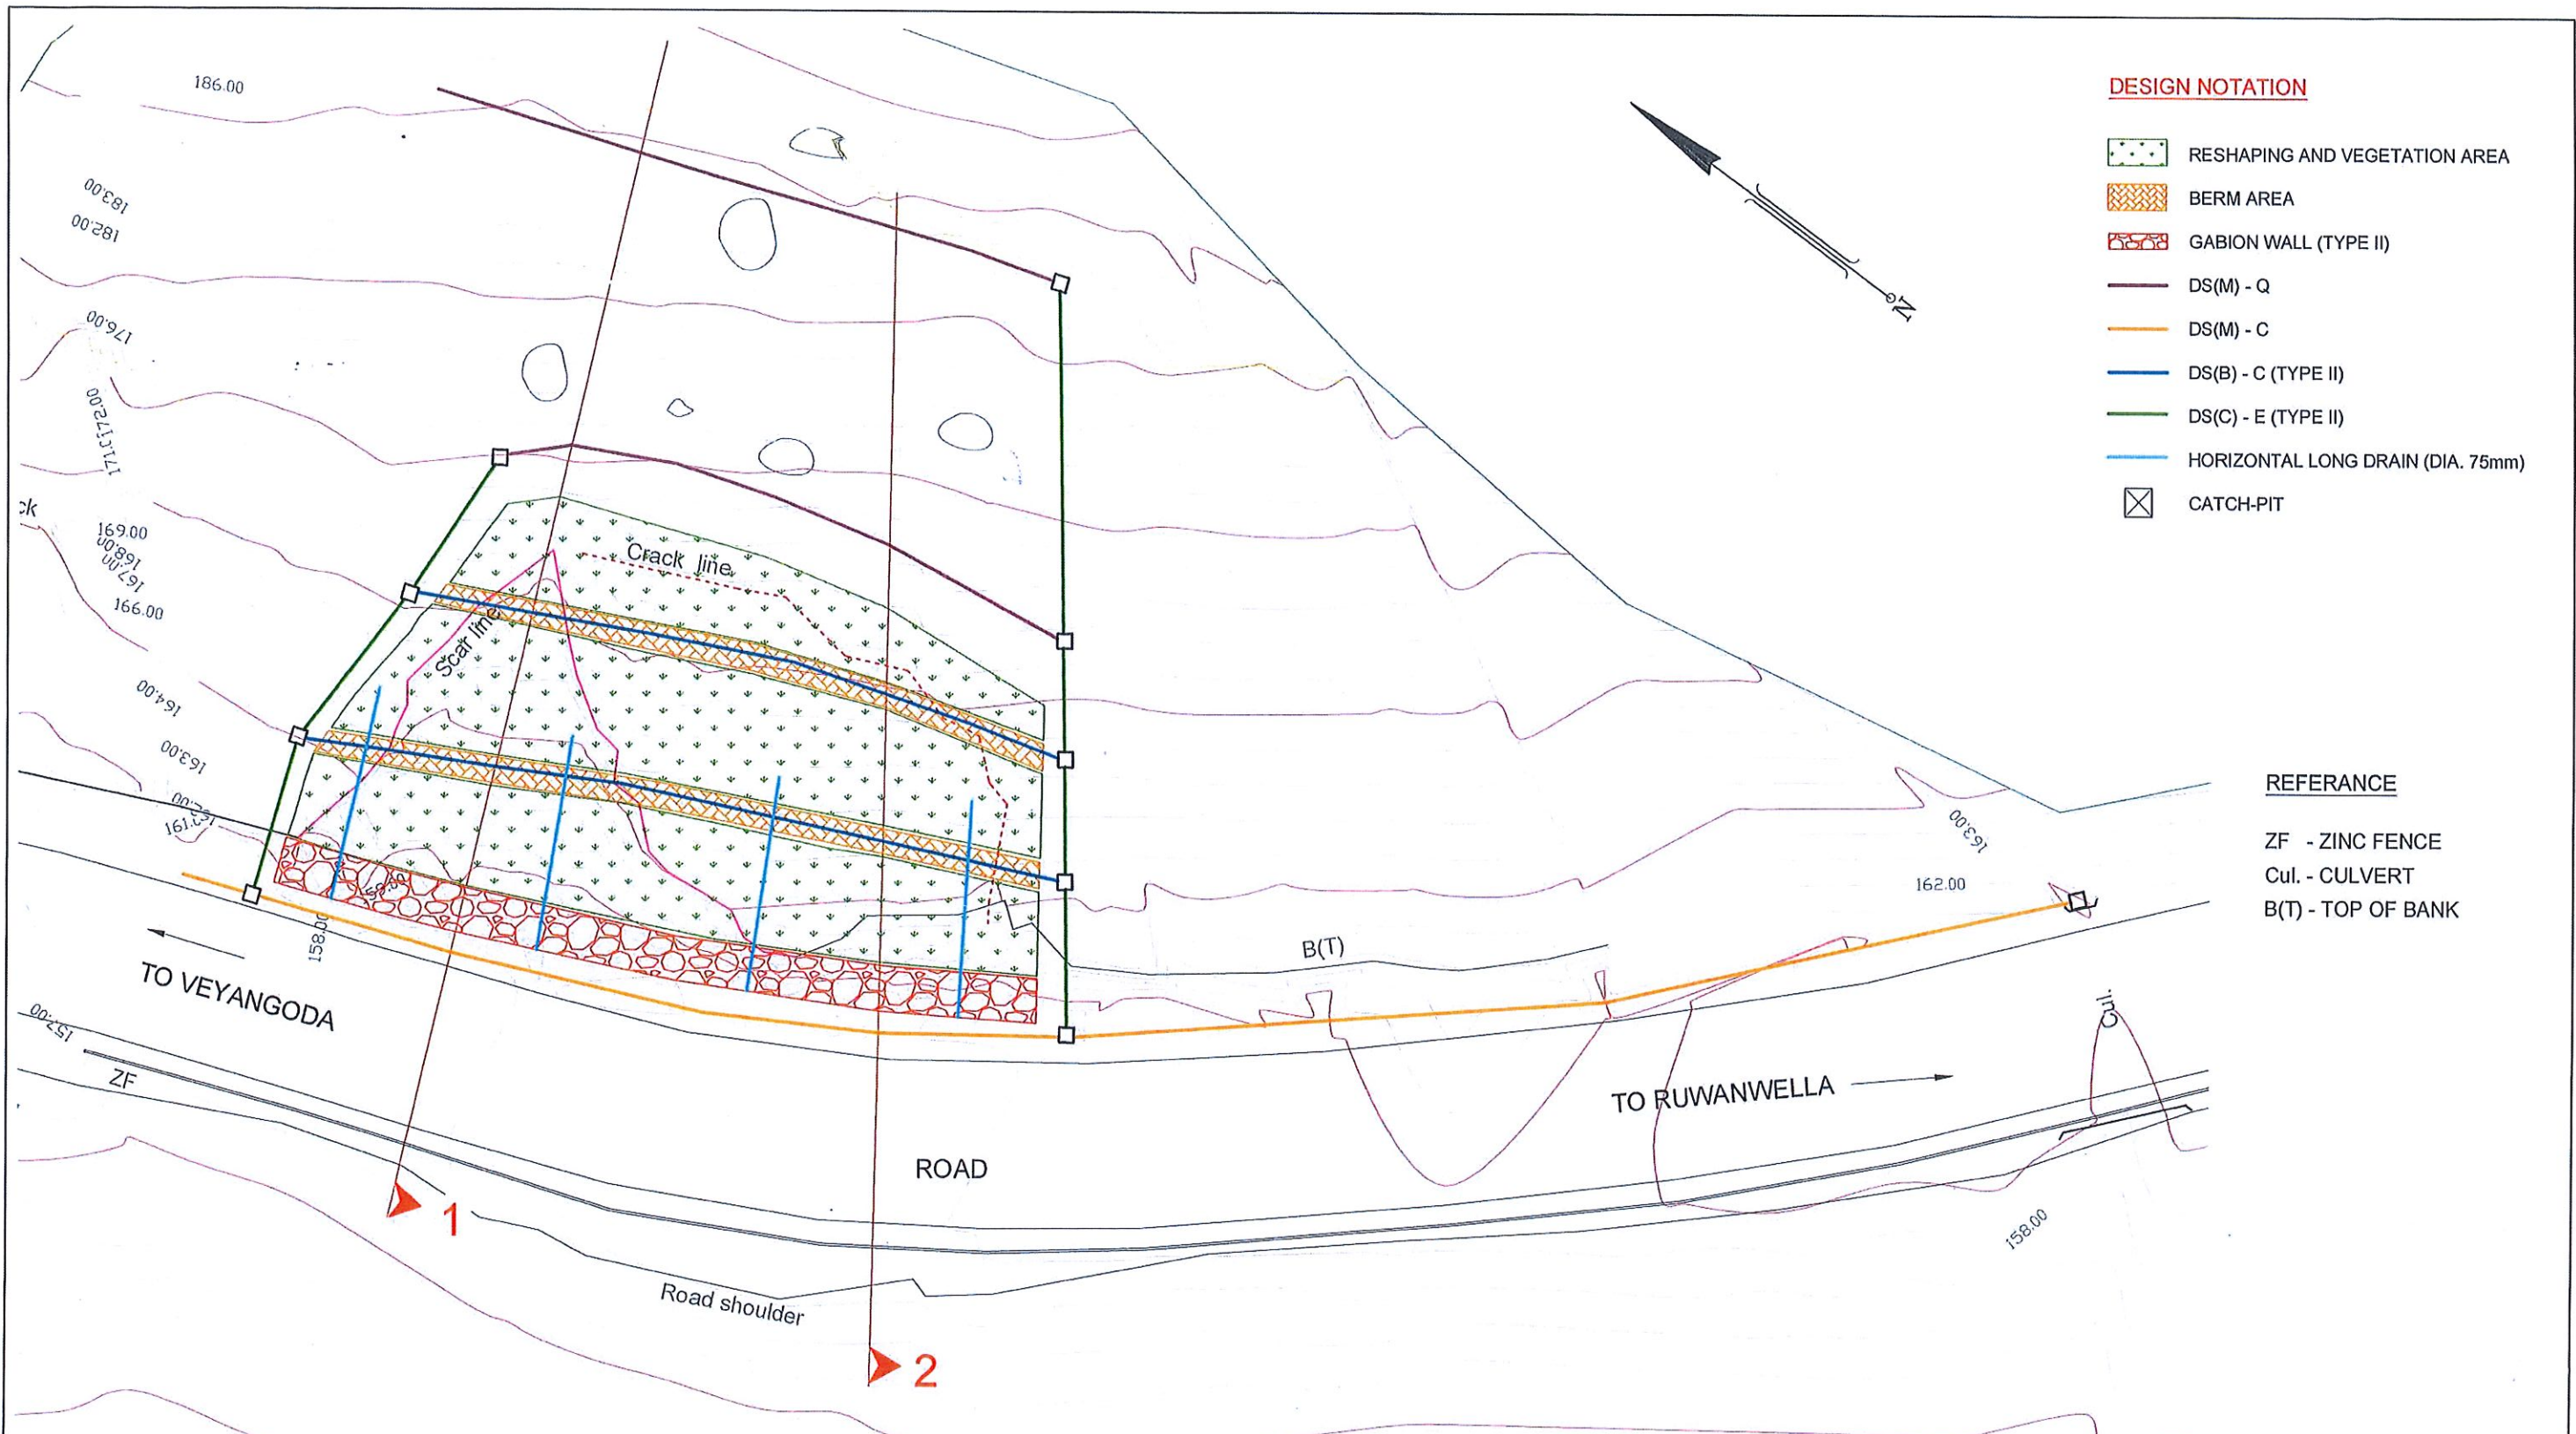 186.00
183.00
182.00
176.00
172.00
171.
ck
169.00
168.00
167.00
166.00
164.00
163.00
158.00
157.00
Crack line
Scar line
TO VEYANGODA
ZF
1
2
ROAD
Road shoulder
B(T)
TO RUWANWELLA
Cul.
163.00
162.00
158.00
N
DESIGN NOTATION
RESHAPING AND VEGETATION AREA
BERM AREA
GABION WALL (TYPE II)
DS(M) - Q
DS(M) - C
DS(B) - C (TYPE II)
DS(C) - E (TYPE II)
HORIZONTAL LONG DRAIN (DIA. 75mm)
CATCH-PIT
REFERANCE
ZF - ZINC FENCE
Cul. - CULVERT
B(T) - TOP OF BANK